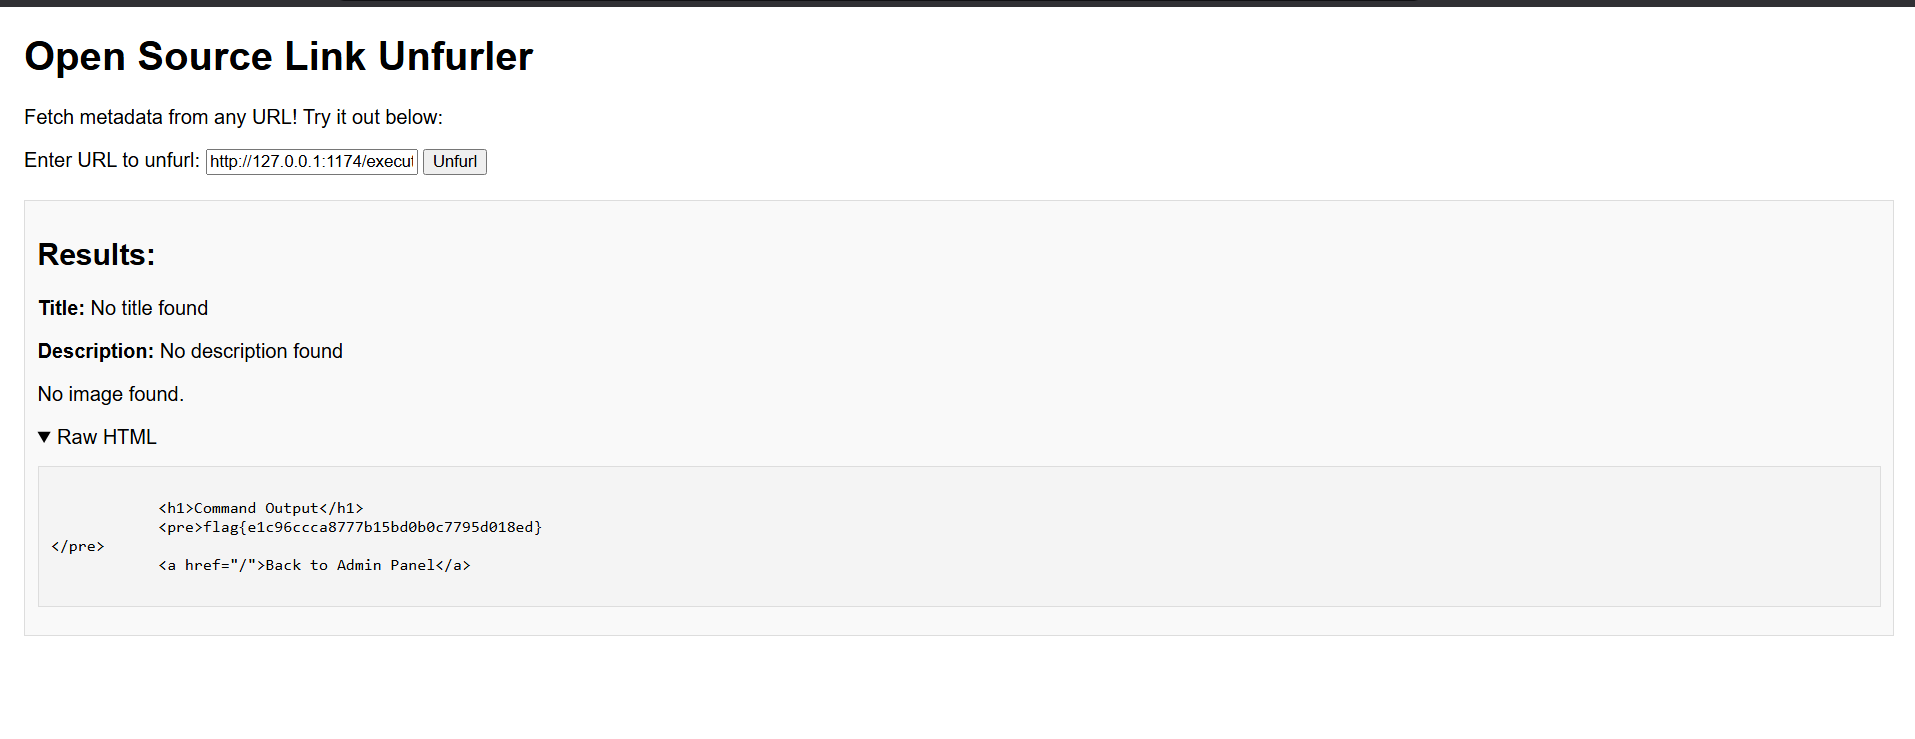 Open Source Link Unfurler
Fetch metadata from any URL! Try it out below:
Enter URL to unfurl: http://127.0.0.1:1174/execut Unfurl
Results:
Title: No title found
Description: No description found
No image found.
▼ Raw HTML
<h1>Command Output</h1>
<pre>flag{e1c96ccca8777b15bd0b0c7795d018ed}
</pre>
<a href="/">Back to Admin Panel</a>